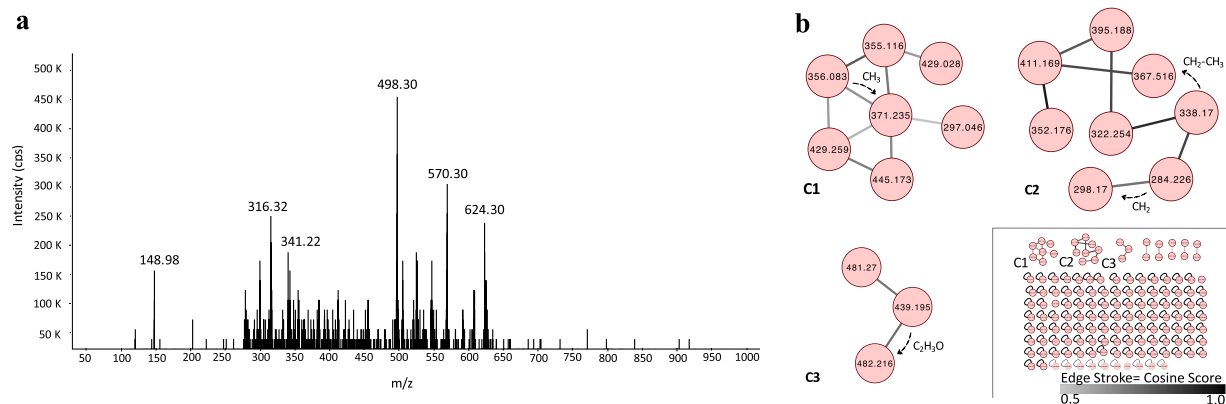 a
Intensity (cps)
500 K
450 K
400 K
350 K
300 K
250 K
200 K
150 K
100 K
50 K
148.98
316.32
341.22
498.30
570.30
624.30
50
100
150
200
250
300
350
400
450
500
550
600
650
700
750
800
850
900
950
1000
m/z
b
355.116
429.028
356.083
CH₃
371.235
297.046
429.259
445.173
C1
395.188
411.169
367.516
CH₂-CH₃
338.17
352.176
322.254
284.226
298.17
CH₂
C2
481.27
439.195
482.216
C₂H₃O
C3
C1
C2
C3
Edge Stroke= Cosine Score
0.5
1.0